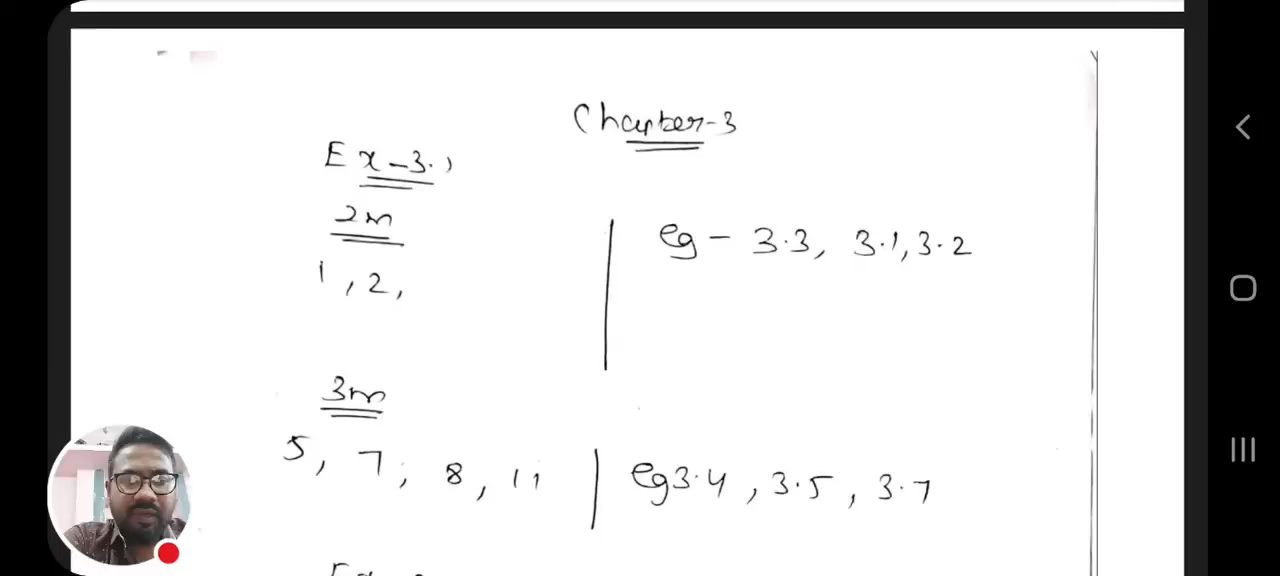 Chapter-3
Ex-3.1
2m
1, 2,
eg - 3.3, 3.1, 3.2
3m
5, 7, 8, 11
eg 3.4, 3.5, 3.7